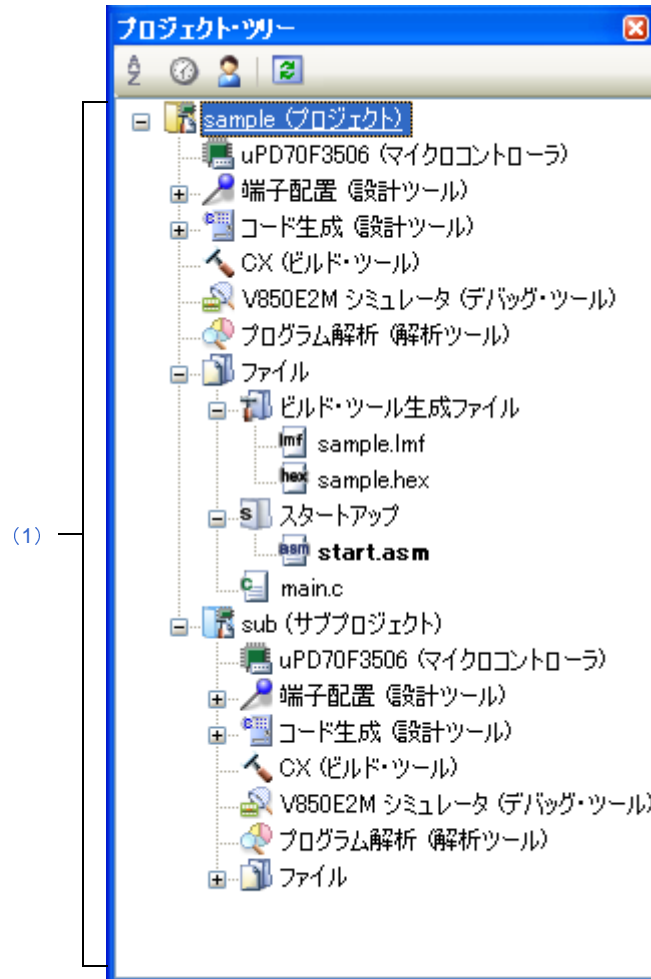 プロジェクト・ツリー
sample (プロジェクト)
uPD70F3506 (マイクロコントローラ)
端子配置 (設計ツール)
コード生成 (設計ツール)
CX (ビルド・ツール)
V850E2M シミュレータ (デバッグ・ツール)
プログラム解析 (解析ツール)
ファイル
ビルド・ツール生成ファイル
lmf sample.lmf
hex sample.hex
S スタートアップ
(1)
asm start.asm
c main.c
sub (サブプロジェクト)
uPD70F3506 (マイクロコントローラ)
端子配置 (設計ツール)
コード生成 (設計ツール)
CX (ビルド・ツール)
V850E2M シミュレータ (デバッグ・ツール)
プログラム解析 (解析ツール)
ファイル